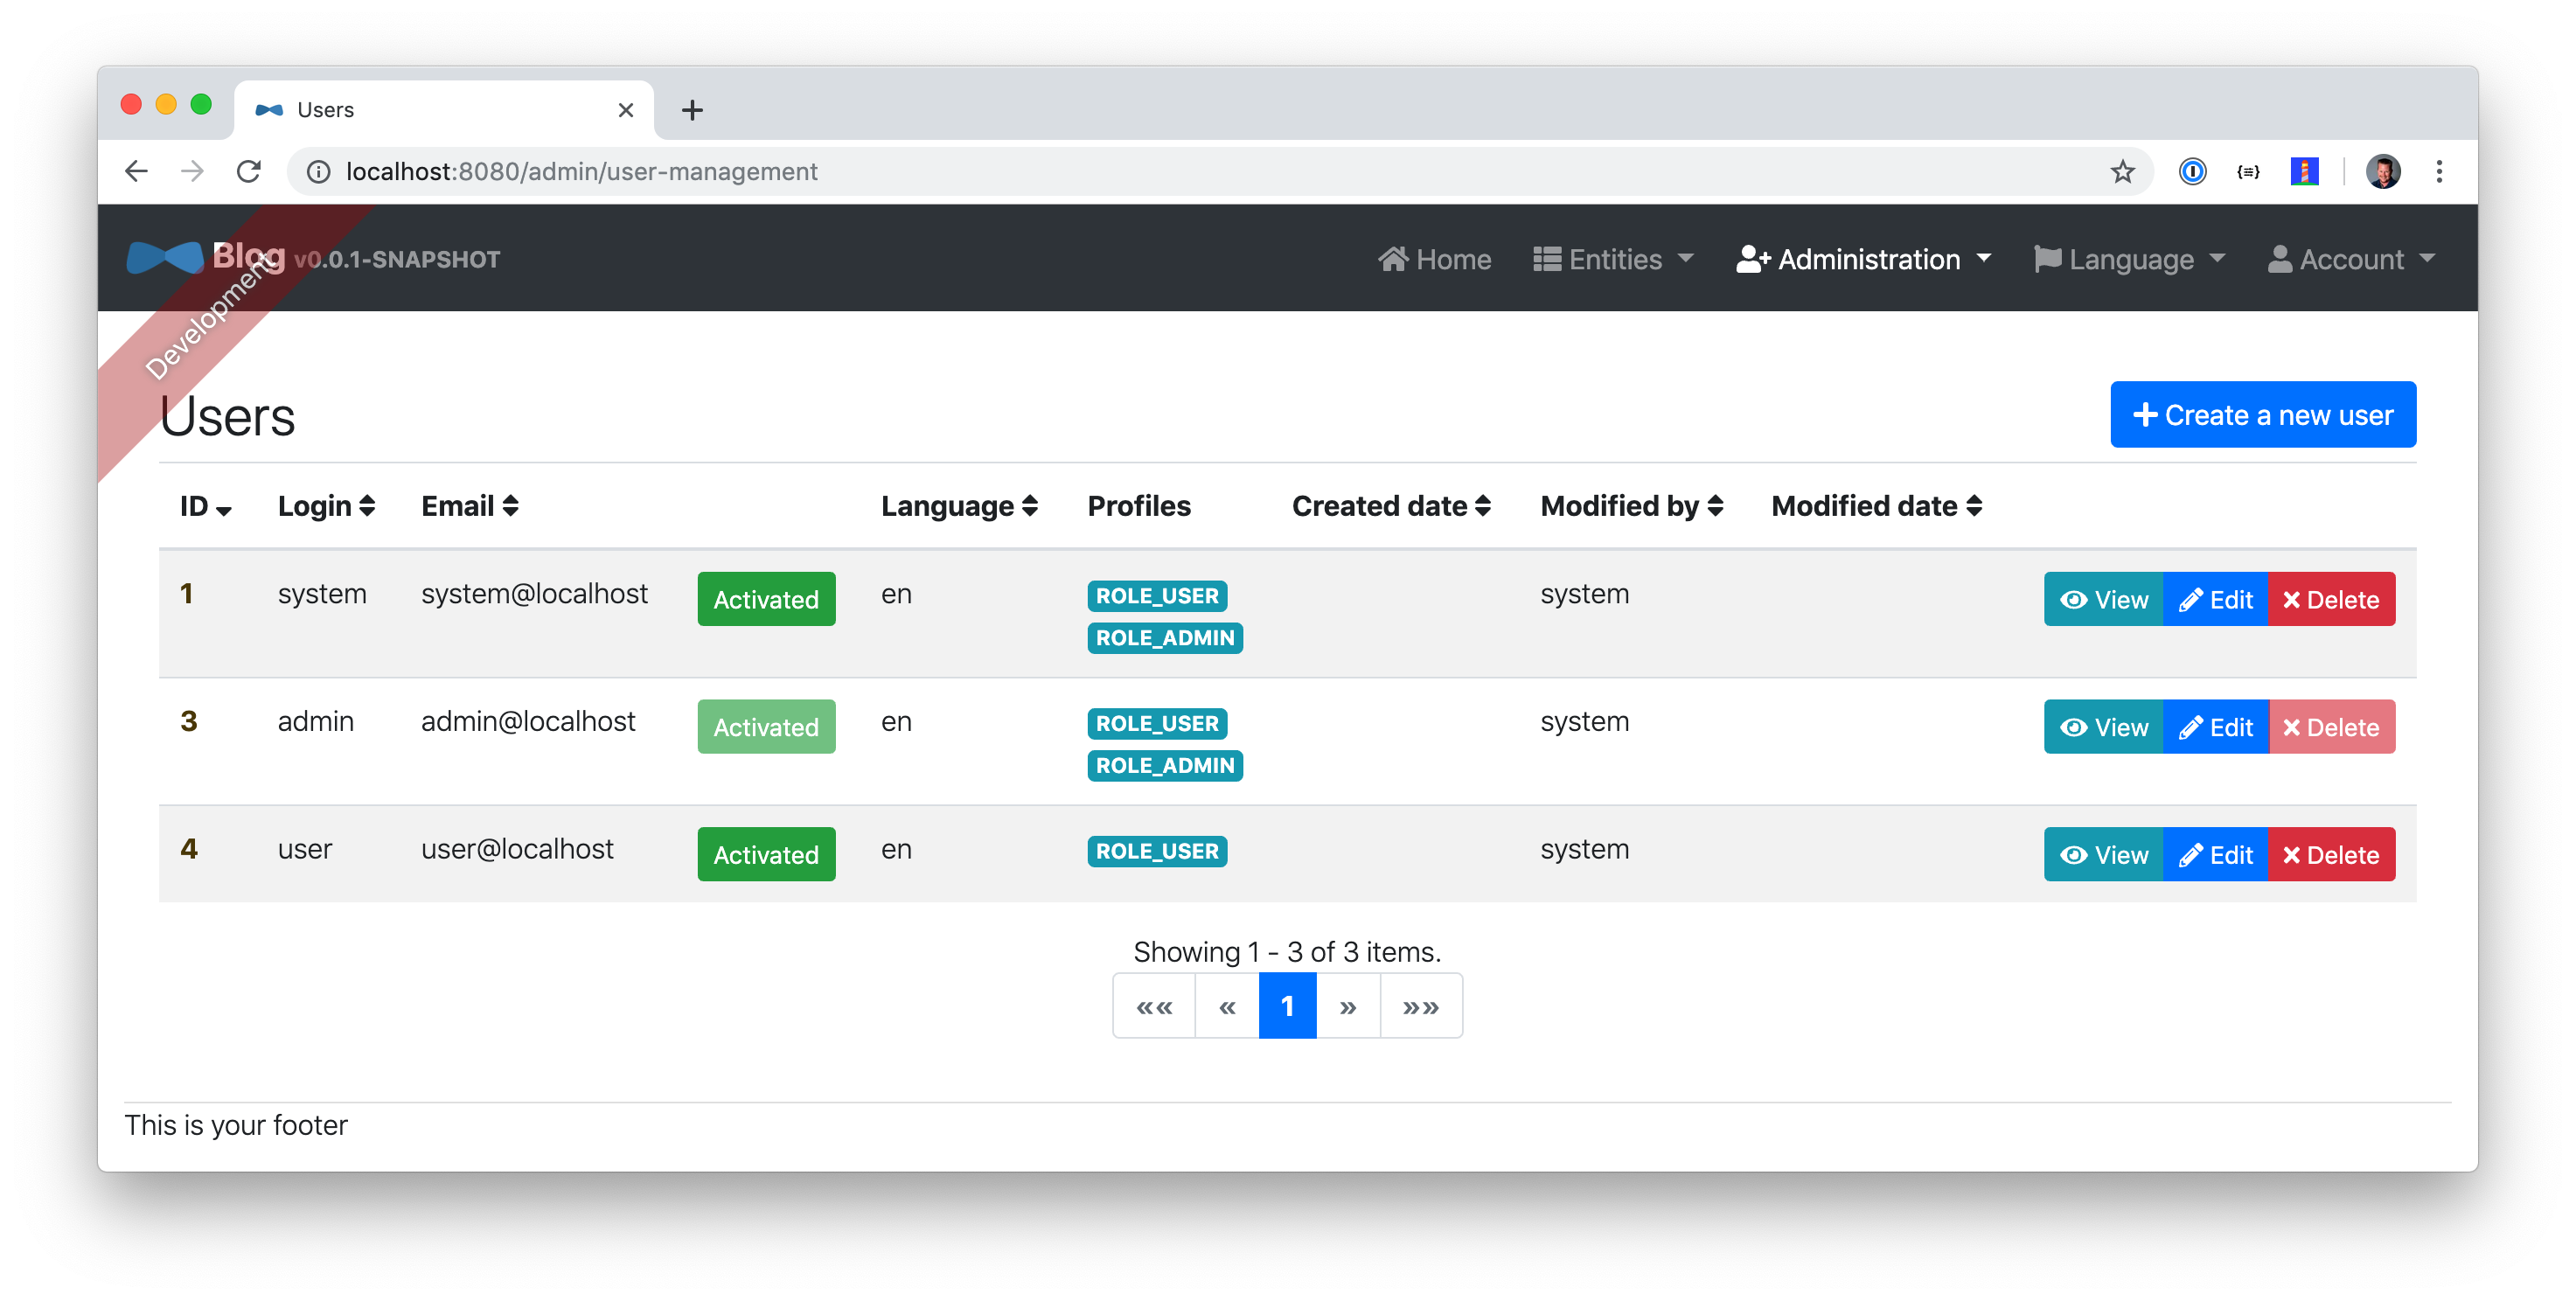 Users
localhost:8080/admin/user-management
Blog v0.0.1-SNAPSHOT Home Entities Administration Language Account
Development
Users + Create a new user
ID Login Email Language Profiles Created date Modified by Modified date
1 system system@localhost Activated en ROLE_USER system View Edit Delete
ROLE_ADMIN
3 admin admin@localhost Activated en ROLE_USER system View Edit Delete
ROLE_ADMIN
4 user user@localhost Activated en ROLE_USER system View Edit Delete
Showing 1 - 3 of 3 items.
«« « 1 » »»
This is your footer